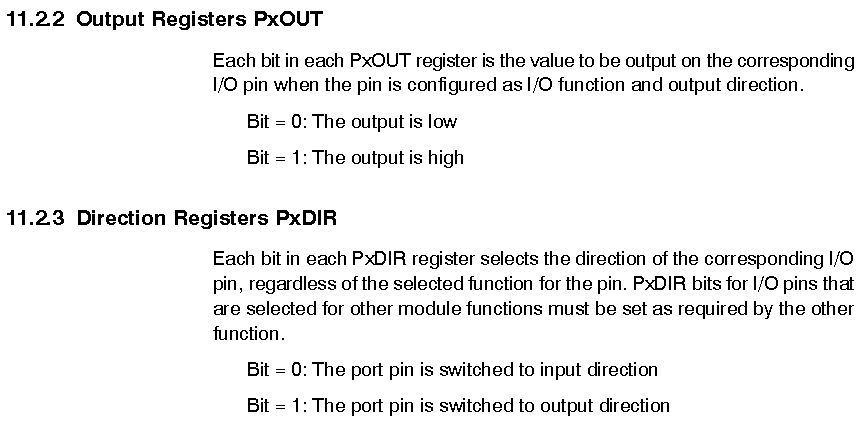 11.2.2 Output Registers PxOUT
Each bit in each PxOUT register is the value to be output on the corresponding
I/O pin when the pin is configured as I/O function and output direction.
Bit = 0: The output is low
Bit = 1: The output is high
11.2.3 Direction Registers PxDIR
Each bit in each PxDIR register selects the direction of the corresponding I/O
pin, regardless of the selected function for the pin. PxDIR bits for I/O pins that
are selected for other module functions must be set as required by the other
function.
Bit = 0: The port pin is switched to input direction
Bit = 1: The port pin is switched to output direction